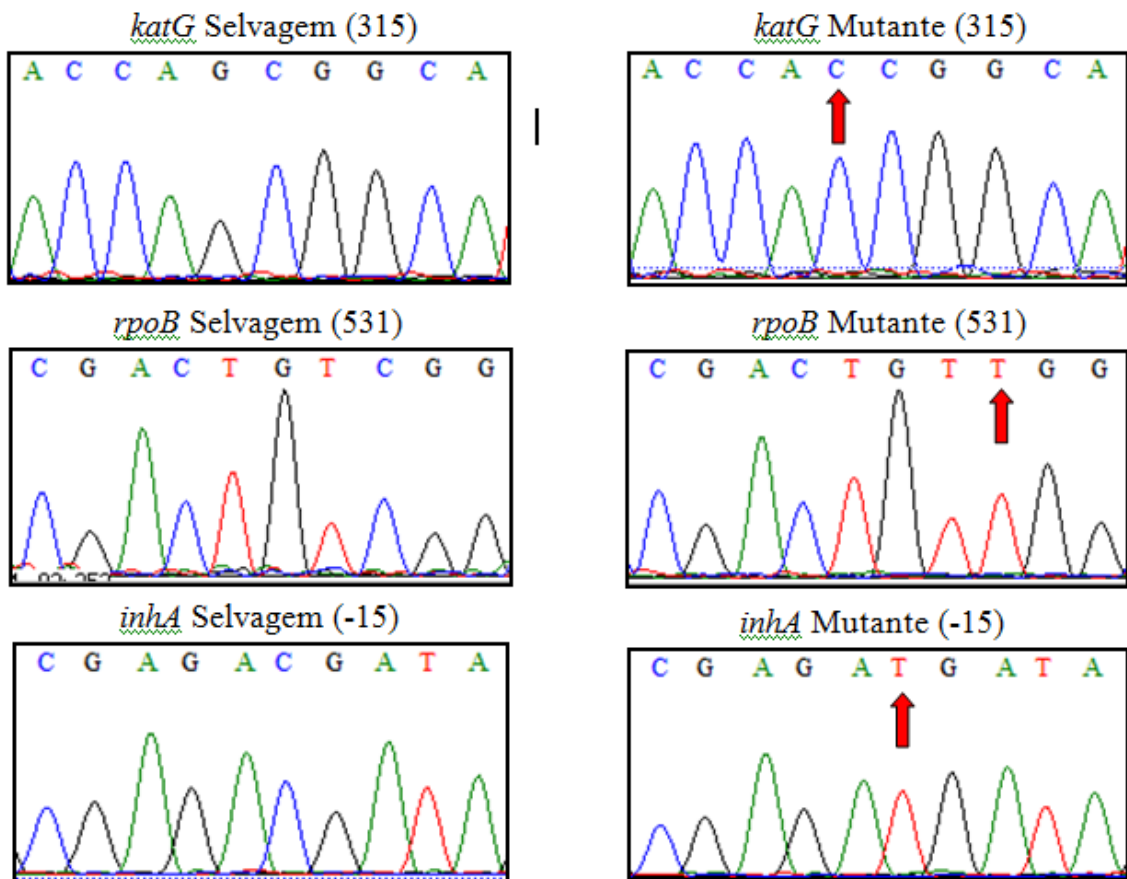 katG Selvagem (315)
A C C A G C G G C A
katG Mutante (315)
A C C A C C G G C A
rpoB Selvagem (531)
C G A C T G T C G G
rpoB Mutante (531)
C G A C T G T T G G
inhA Selvagem (-15)
C G A G A C G A T A
inhA Mutante (-15)
C G A G A T G A T A